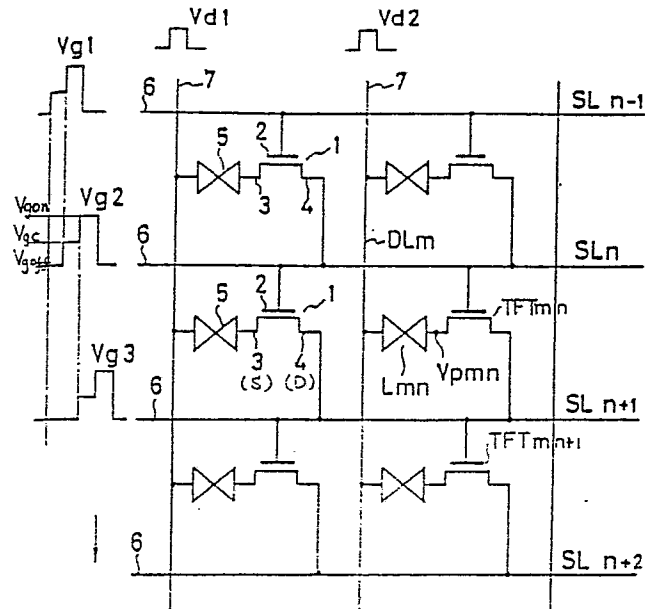 Vd1 Vd2
Vg1
7 7
6 SL n-1
2 1
5
3 4
Vgon Vg2
Vgc
Vgoff
DLm
6 SLn
2 1
5 TFTmn
3 4 Lmn Vpmn
(S) (D)
Vg3
6 SL n+1
TFTmn+1
6 SL n+2